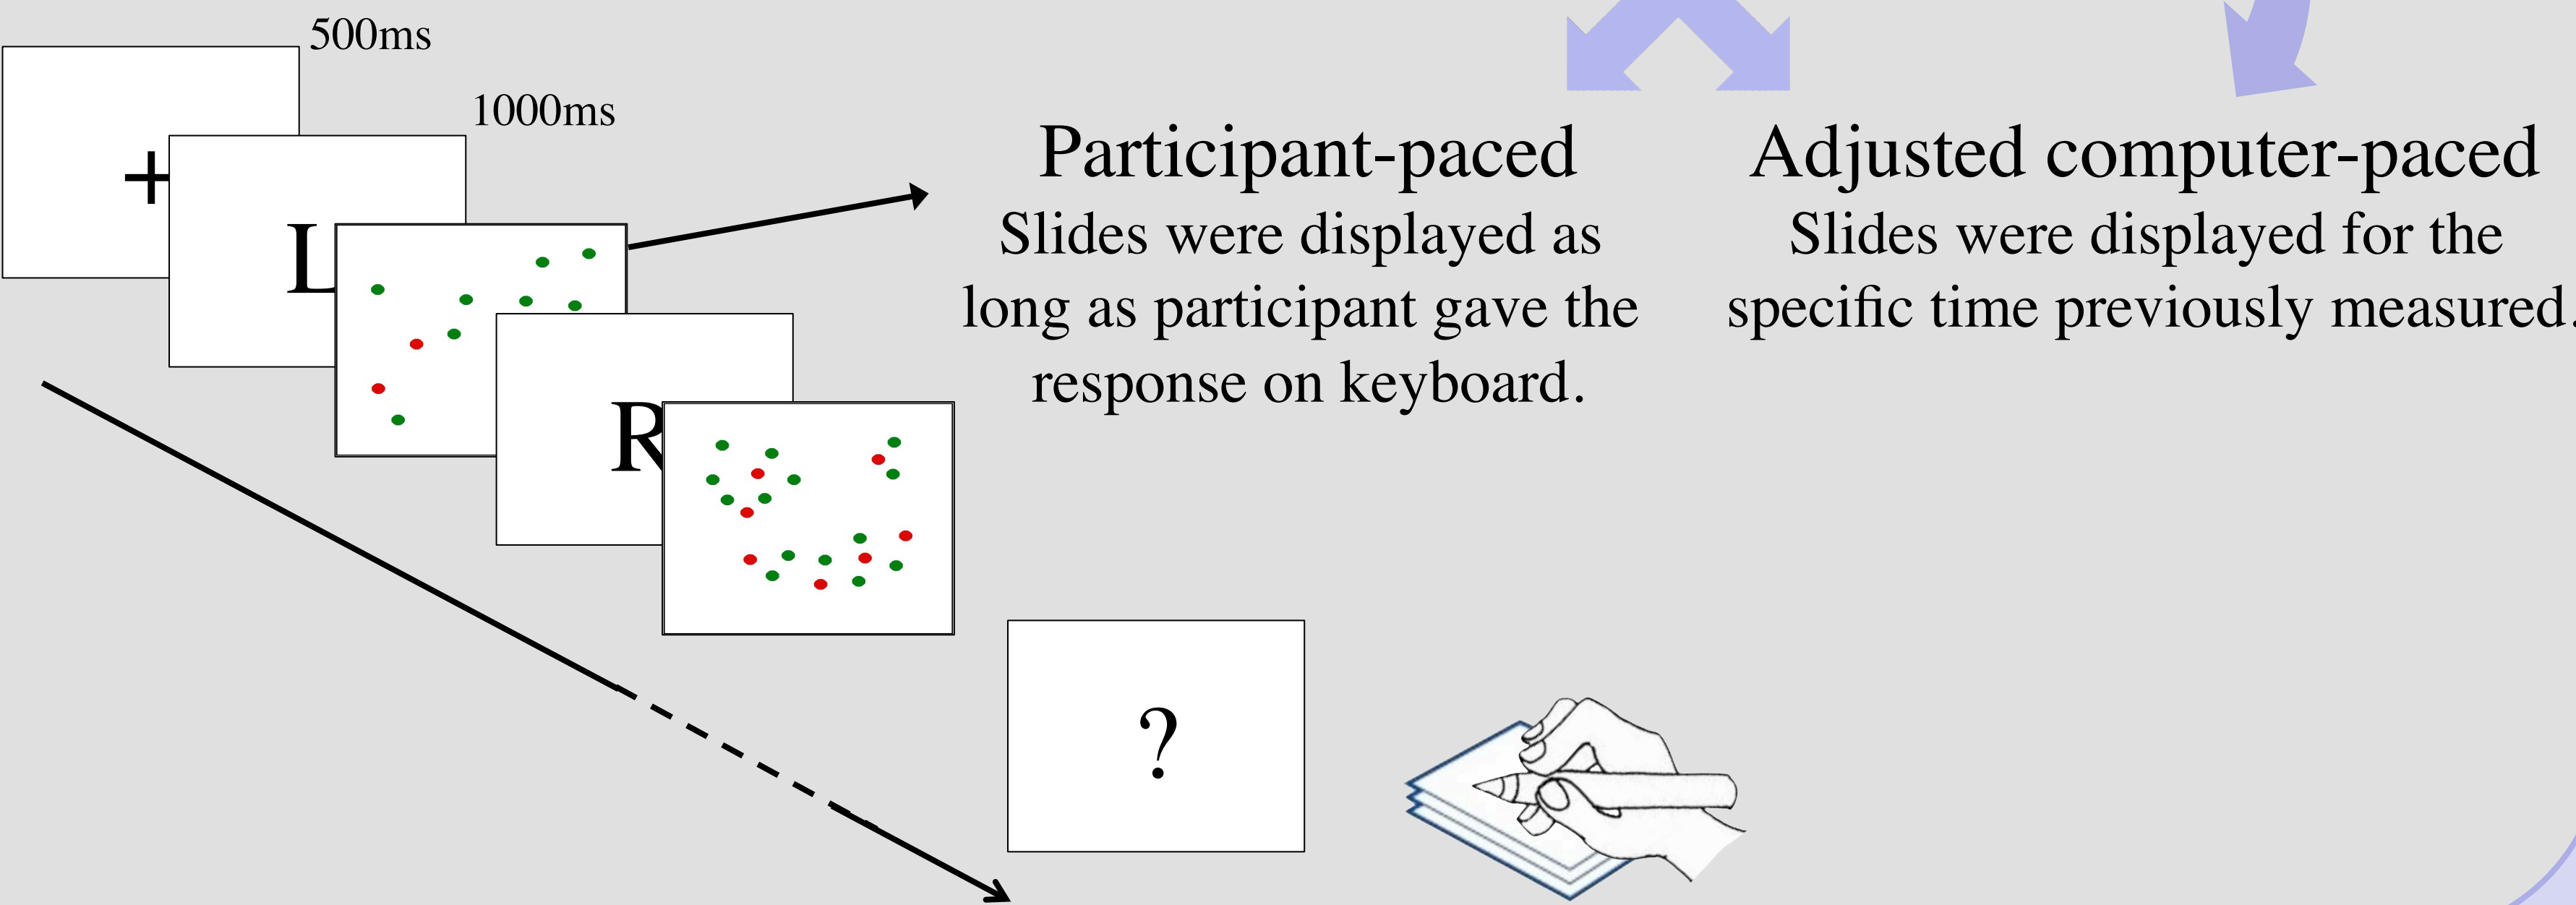 500ms
1000ms
+
L
R
?
Participant-paced
Slides were displayed as
long as participant gave the
response on keyboard.
Adjusted computer-paced
Slides were displayed for the
specific time previously measured.